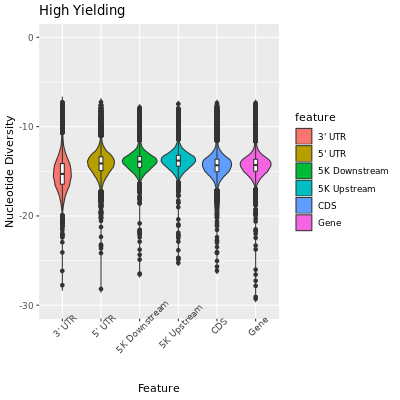 High Yielding
0
-10
-20
-30
Nucleotide Diversity
3' UTR
5' UTR
5K Downstream
5K Upstream
CDS
Gene
Feature
feature
3' UTR
5' UTR
5K Downstream
5K Upstream
CDS
Gene